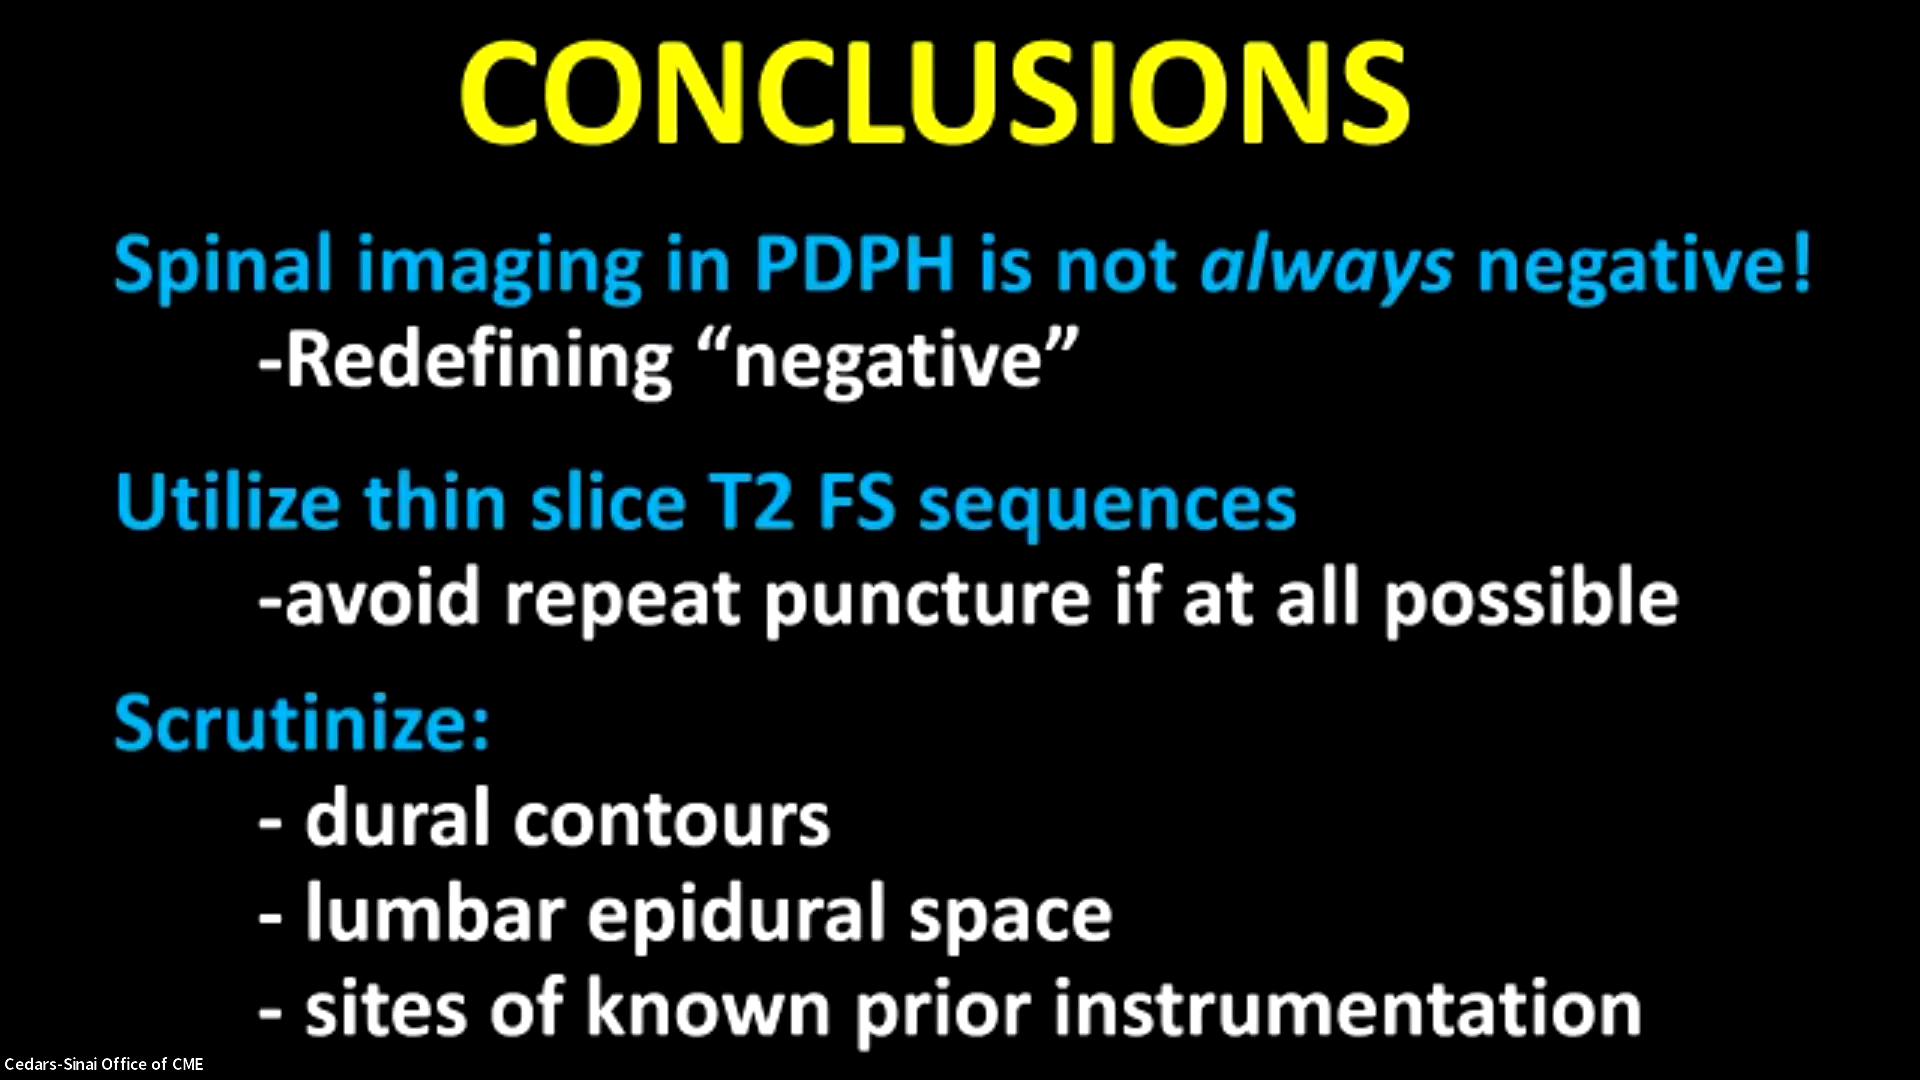 CONCLUSIONS
Spinal imaging in PDPH is not always negative!
-Redefining “negative”
Utilize thin slice T2 FS sequences
-avoid repeat puncture if at all possible
Scrutinize:
- dural contours
- lumbar epidural space
- sites of known prior instrumentation
Cedars-Sinai Office of CME